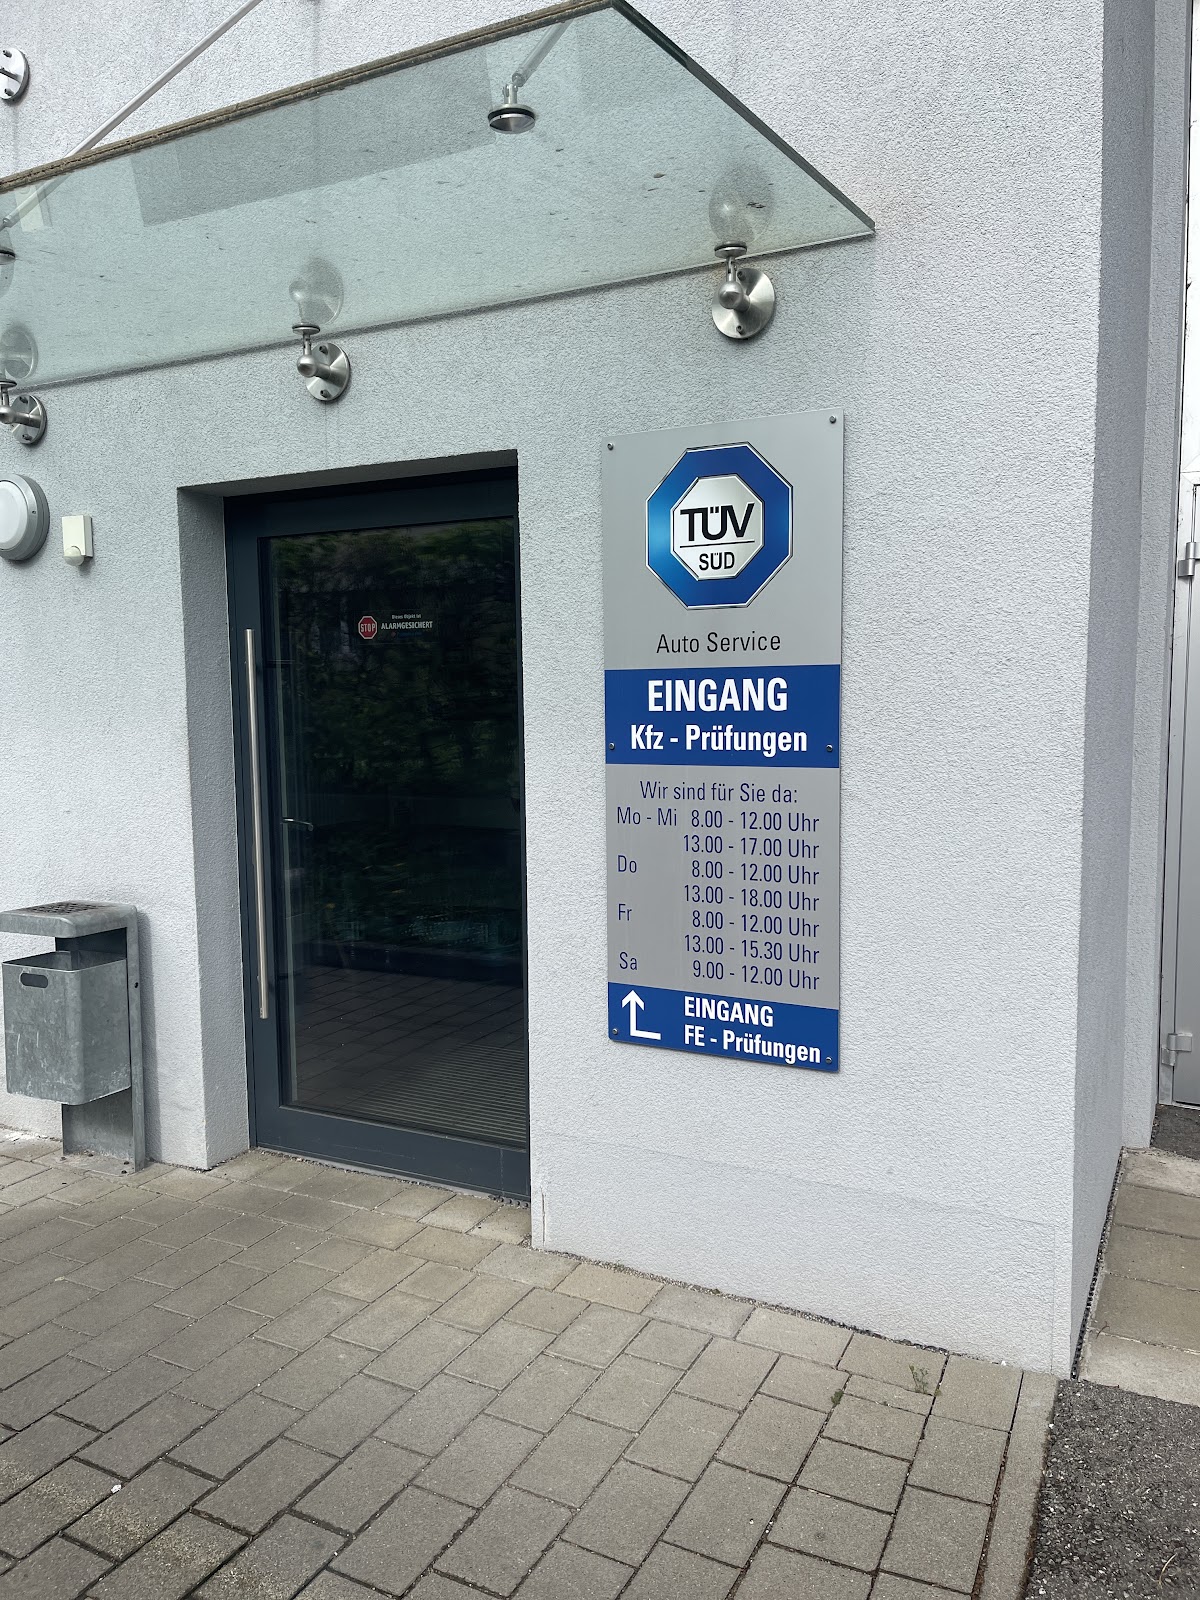 TÜV
SÜD
Auto Service
EINGANG
Kfz - Prüfungen
Wir sind für Sie da:
Mo - Mi 8.00 - 12.00 Uhr
13.00 - 17.00 Uhr
Do 8.00 - 12.00 Uhr
13.00 - 18.00 Uhr
Fr 8.00 - 12.00 Uhr
13.00 - 15.30 Uhr
Sa 9.00 - 12.00 Uhr
EINGANG
FE - Prüfungen
STOP
Dieses Objekt ist
ALARMGESICHERT